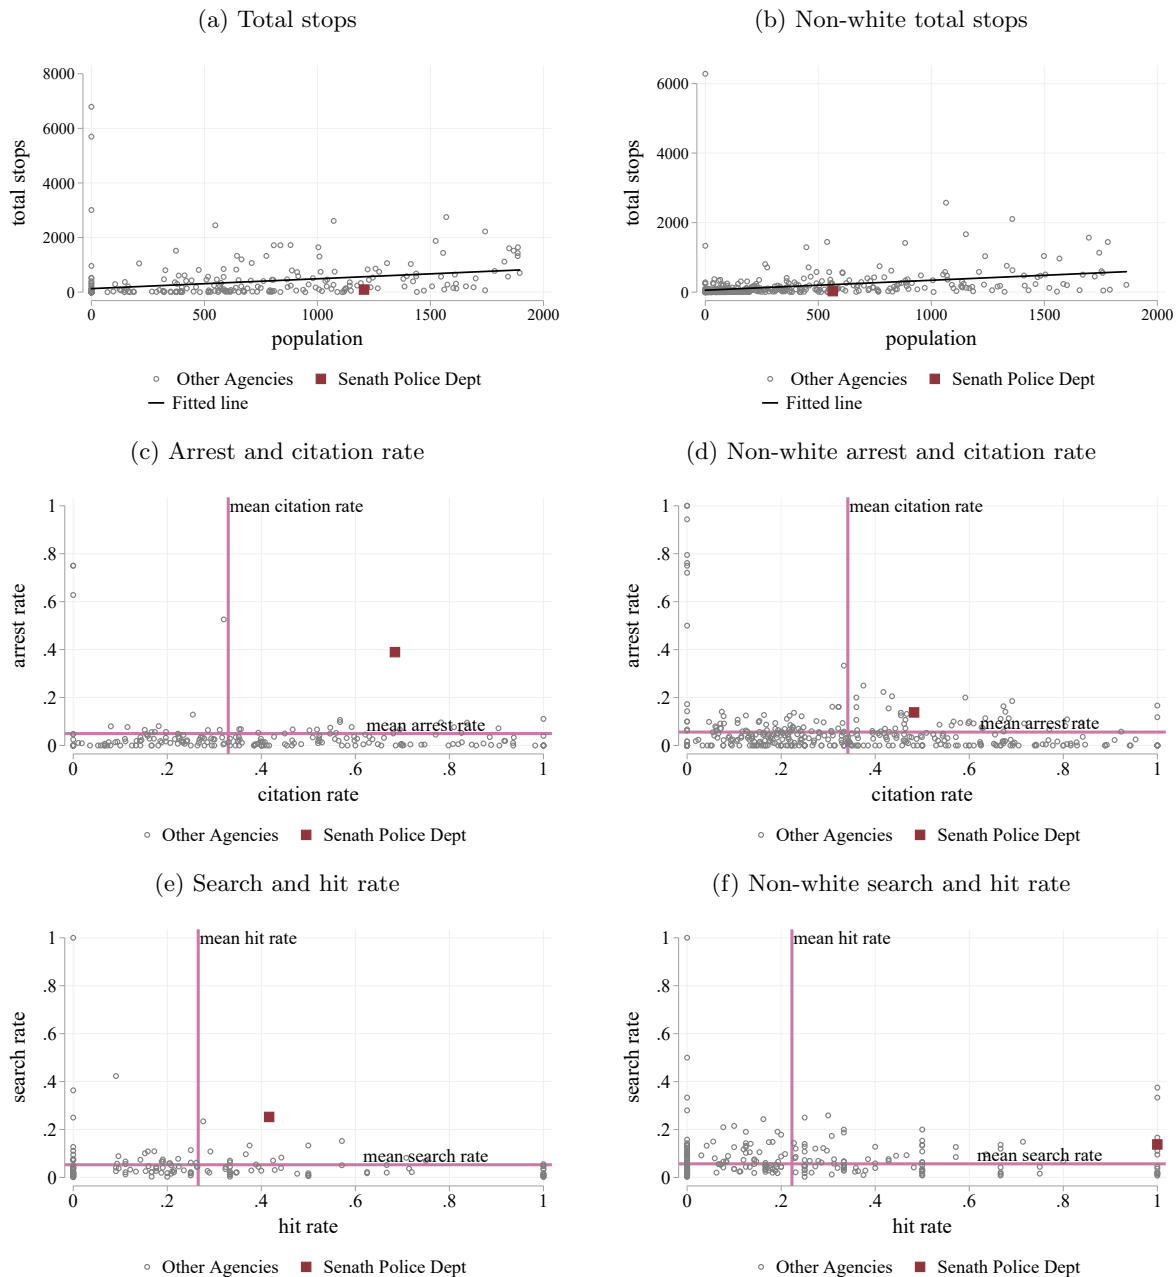 (a) Total stops
(b) Non-white total stops
total stops
8000
6000
4000
2000
0
0 500 1000 1500 2000
population
Other Agencies Senath Police Dept
Fitted line
total stops
6000
4000
2000
0
0 500 1000 1500 2000
population
Other Agencies Senath Police Dept
Fitted line
(c) Arrest and citation rate
(d) Non-white arrest and citation rate
mean citation rate
arrest rate
1
.8
.6
.4
.2
0
mean arrest rate
0 .2 .4 .6 .8 1
citation rate
Other Agencies Senath Police Dept
mean citation rate
arrest rate
1
.8
.6
.4
.2
0
mean arrest rate
0 .2 .4 .6 .8 1
citation rate
Other Agencies Senath Police Dept
(e) Search and hit rate
(f) Non-white search and hit rate
mean hit rate
search rate
1
.8
.6
.4
.2
0
mean search rate
0 .2 .4 .6 .8 1
hit rate
Other Agencies Senath Police Dept
mean hit rate
search rate
1
.8
.6
.4
.2
0
mean search rate
0 .2 .4 .6 .8 1
hit rate
Other Agencies Senath Police Dept